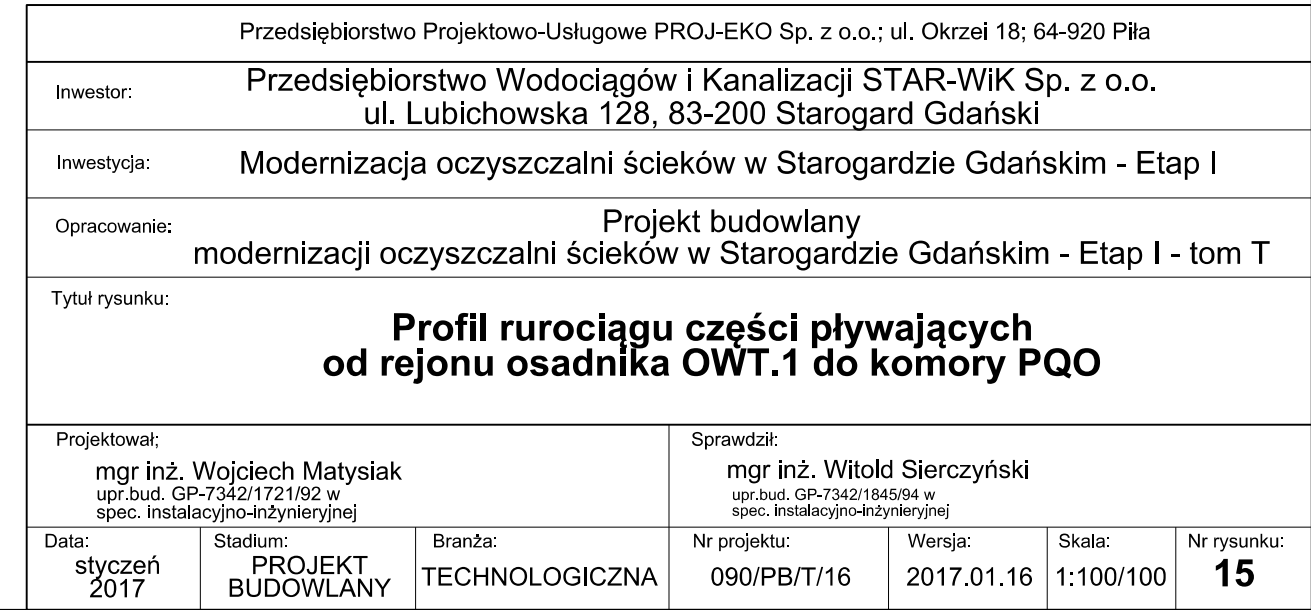 Przedsiębiorstwo Projektowo-Usługowe PROJ-EKO Sp. z o.o.; ul. Okrzei 18; 64-920 Piła
Inwestor:
Przedsiębiorstwo Wodociągów i Kanalizacji STAR-WiK Sp. z o.o.
ul. Lubichowska 128, 83-200 Starogard Gdański
Inwestycja:
Modernizacja oczyszczalni ścieków w Starogardzie Gdańskim - Etap I
Opracowanie:
Projekt budowlany
modernizacji oczyszczalni ścieków w Starogardzie Gdańskim - Etap I - tom T
Tytuł rysunku:
Profil rurociągu części pływających
od rejonu osadnika OWT.1 do komory PQO
Projektował;
mgr inż. Wojciech Matysiak
upr.bud. GP-7342/1721/92 w
spec. instalacyjno-inżynieryjnej
Sprawdził:
mgr inż. Witold Sierczyński
upr.bud. GP-7342/1845/94 w
spec. instalacyjno-inżynieryjnej
Data:
styczeń
2017
Stadium:
PROJEKT
BUDOWLANY
Branża:
TECHNOLOGICZNA
Nr projektu:
090/PB/T/16
Wersja:
2017.01.16
Skala:
1:100/100
Nr rysunku:
15